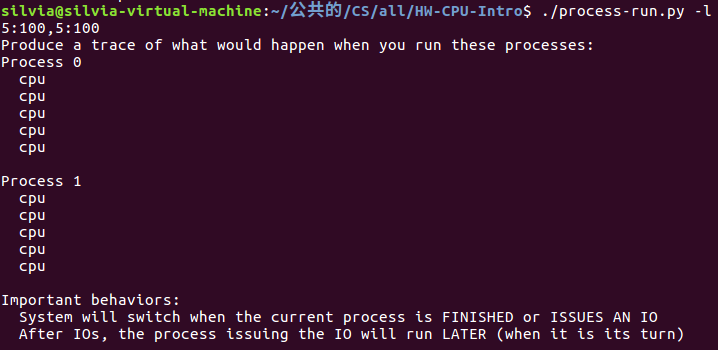 silvia@silvia-virtual-machine:~/公共的/CS/all/HW-CPU-Intro$ ./process-run.py -l
5:100,5:100
Produce a trace of what would happen when you run these processes:
Process 0
  cpu
  cpu
  cpu
  cpu
  cpu

Process 1
  cpu
  cpu
  cpu
  cpu
  cpu

Important behaviors:
  System will switch when the current process is FINISHED or ISSUES AN IO
  After IOs, the process issuing the IO will run LATER (when it is its turn)